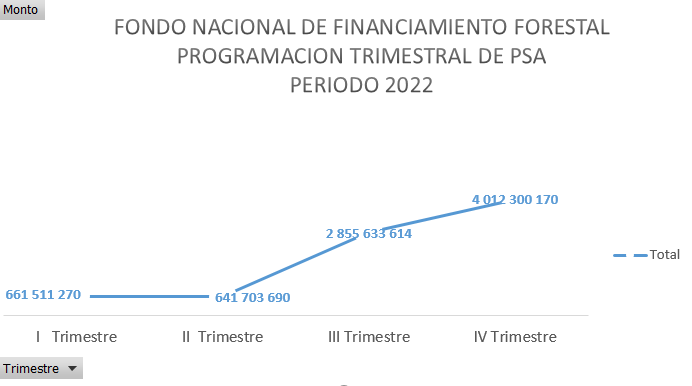 Monto
FONDO NACIONAL DE FINANCIAMIENTO FORESTAL
PROGRAMACION TRIMESTRAL DE PSA
PERIODO 2022
4 012 300 170
2 855 633 614
661 511 270
641 703 690
Total
I Trimestre
II Trimestre
III Trimestre
IV Trimestre
Trimestre